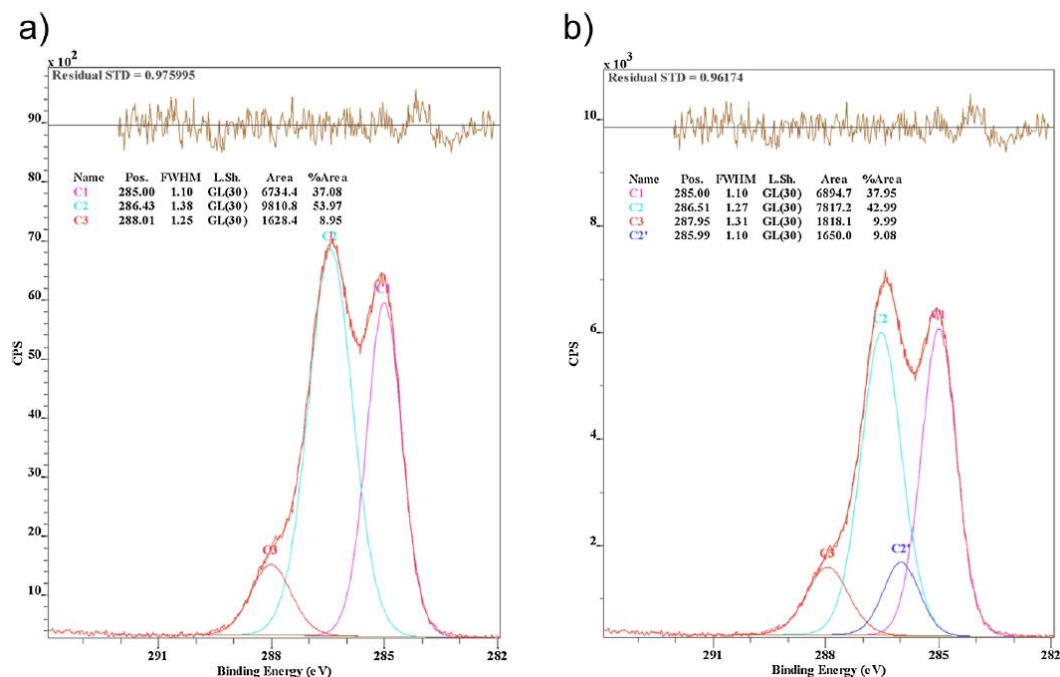 a)
x 10²
Residual STD = 0.975995
Name Pos. FWHM L.Sh. Area %Area
C1 285.00 1.10 GL(30) 6734.4 37.08
C2 286.43 1.38 GL(30) 9810.8 53.97
C3 288.01 1.25 GL(30) 1628.4 8.95
90
80
70
60
50
40
30
20
10
CPS
C2
C1
C3
291
288
285
282
Binding Energy (eV)
b)
x 10³
Residual STD = 0.96174
Name Pos. FWHM L.Sh. Area %Area
C1 285.00 1.10 GL(30) 6894.7 37.95
C2 286.51 1.27 GL(30) 7817.2 42.99
C3 287.95 1.31 GL(30) 1818.1 9.99
C2' 285.99 1.10 GL(30) 1650.0 9.08
10
8
6
4
2
CPS
C2
C1
C3
C2'
291
288
285
282
Binding Energy (eV)